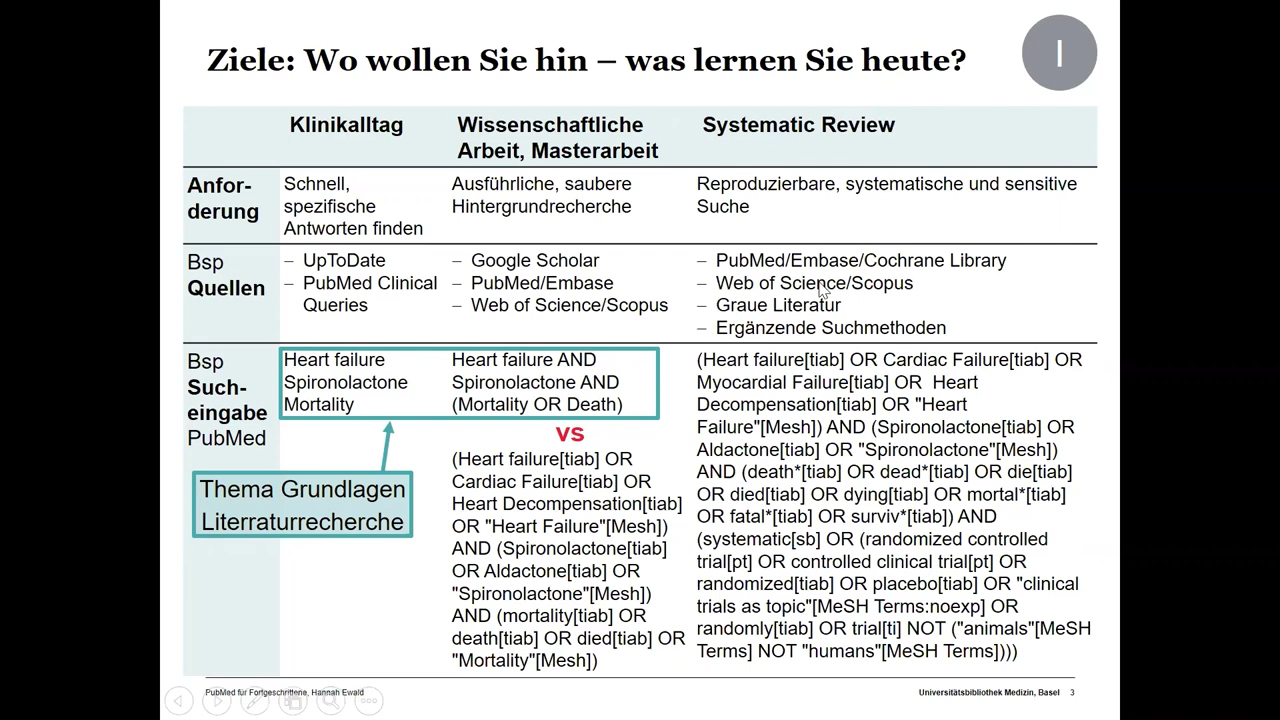 Ziele: Wo wollen Sie hin – was lernen Sie heute?
I
Klinikalltag
Wissenschaftliche
Arbeit, Masterarbeit
Systematic Review
Anfor-
derung
Schnell,
spezifische
Antworten finden
Ausführliche, saubere
Hintergrundrecherche
Reproduzierbare, systematische und sensitive
Suche
Bsp
Quellen
– UpToDate
– PubMed Clinical
Queries
– Google Scholar
– PubMed/Embase
– Web of Science/Scopus
– PubMed/Embase/Cochrane Library
– Web of Science/Scopus
– Graue Literatur
– Ergänzende Suchmethoden
Bsp
Such-
eingabe
PubMed
Heart failure
Spironolactone
Mortality
Heart failure AND
Spironolactone AND
(Mortality OR Death)
vs
(Heart failure[tiab] OR
Cardiac Failure[tiab] OR
Heart Decompensation[tiab]
OR "Heart Failure"[Mesh])
AND (Spironolactone[tiab]
OR Aldactone[tiab] OR
"Spironolactone"[Mesh])
AND (mortality[tiab] OR
death[tiab] OR died[tiab] OR
"Mortality"[Mesh])
(Heart failure[tiab] OR Cardiac Failure[tiab] OR
Myocardial Failure[tiab] OR Heart
Decompensation[tiab] OR "Heart
Failure"[Mesh]) AND (Spironolactone[tiab] OR
Aldactone[tiab] OR "Spironolactone"[Mesh])
AND (death*[tiab] OR dead*[tiab] OR die[tiab]
OR died[tiab] OR dying[tiab] OR mortal*[tiab]
OR fatal*[tiab] OR surviv*[tiab]) AND
(systematic[sb] OR (randomized controlled
trial[pt] OR controlled clinical trial[pt] OR
randomized[tiab] OR placebo[tiab] OR "clinical
trials as topic"[MeSH Terms:noexp] OR
randomly[tiab] OR trial[ti] NOT ("animals"[MeSH
Terms] NOT "humans"[MeSH Terms])))
Thema Grundlagen
Literraturrecherche
PubMed für Fortgeschrittene, Hannah Ewald
Universitätsbibliothek Medizin, Basel 3